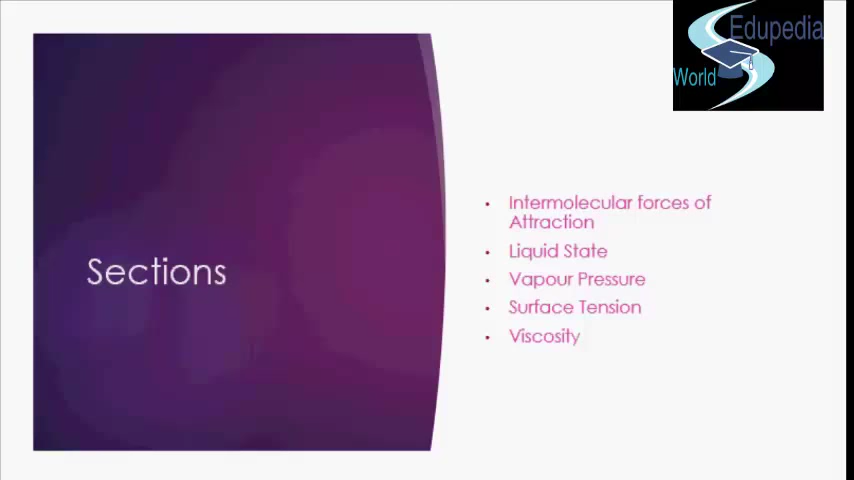 Edupedia
World
Sections
• Intermolecular forces of
Attraction
• Liquid State
• Vapour Pressure
• Surface Tension
• Viscosity